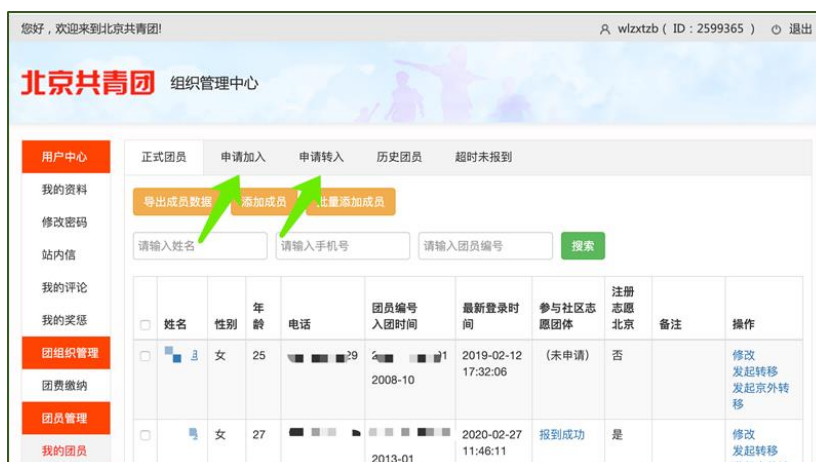 您好，欢迎来到北京共青团!
wlzxtzb ( ID : 2599365 ) 退出
北京共青团 组织管理中心
用户中心
我的资料
修改密码
站内信
我的评论
我的奖惩
团组织管理
团费缴纳
团员管理
我的团员
正式团员 申请加入 申请转入 历史团员 超时未报到
导出成员数据 添加成员 批量添加成员
请输入姓名 请输入手机号 请输入团员编号 搜索
姓名 性别 年龄 电话 团员编号 入团时间 最新登录时间 参与社区志愿团体 注册志愿北京 备注 操作
女 25 2008-10 2019-02-12 17:32:06 （未申请） 否 修改 发起转移 发起京外转移
女 27 2013-01 2020-02-27 11:46:11 报到成功 是 修改 发起转移